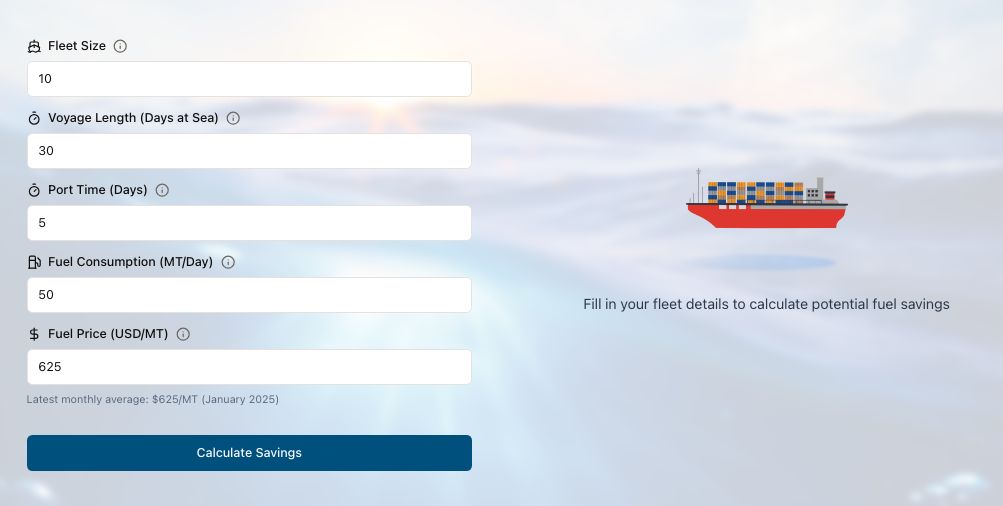 Fleet Size
10
Voyage Length (Days at Sea)
30
Port Time (Days)
5
Fuel Consumption (MT/Day)
50
Fuel Price (USD/MT)
625
Latest monthly average: $625/MT (January 2025)
Calculate Savings
Fill in your fleet details to calculate potential fuel savings